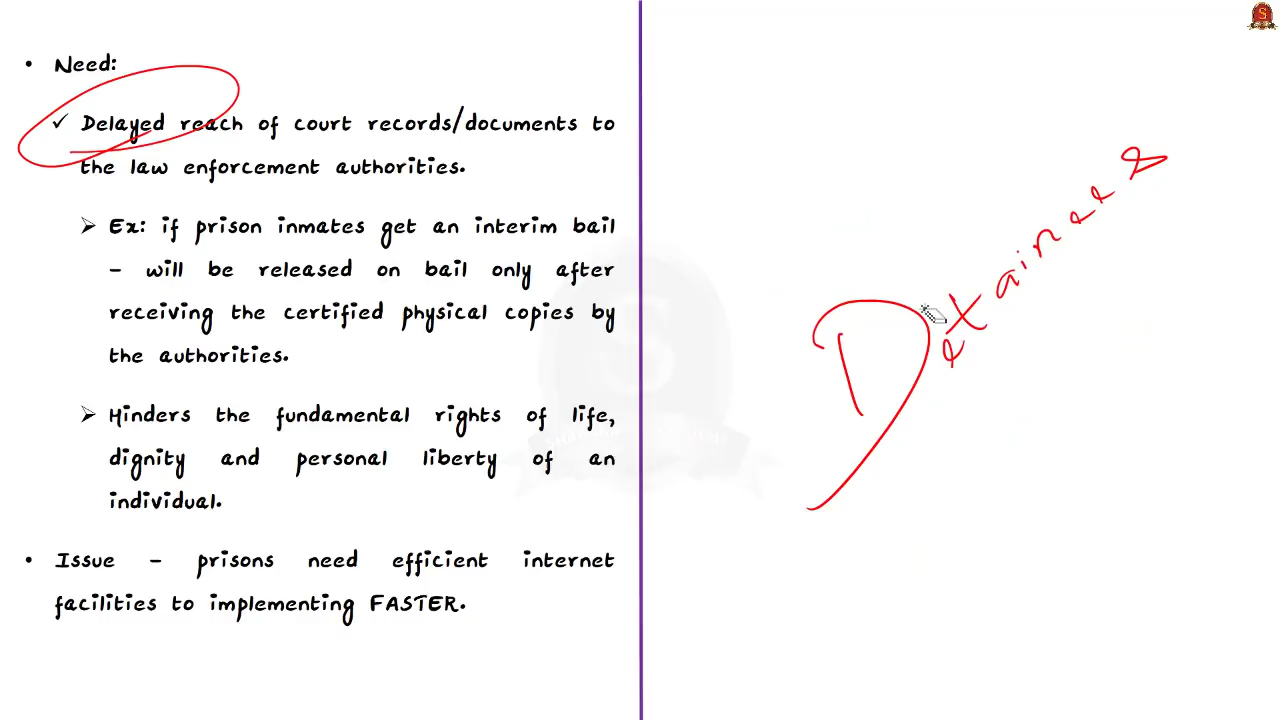 • Need:
✓ Delayed reach of court records/documents to
the law enforcement authorities.
➢ Ex: if prison inmates get an interim bail
– will be released on bail only after
receiving the certified physical copies by
the authorities.
➢ Hinders the fundamental rights of life,
dignity and personal liberty of an
individual.
• Issue – prisons need efficient internet
facilities to implementing FASTER.
Detainees
S